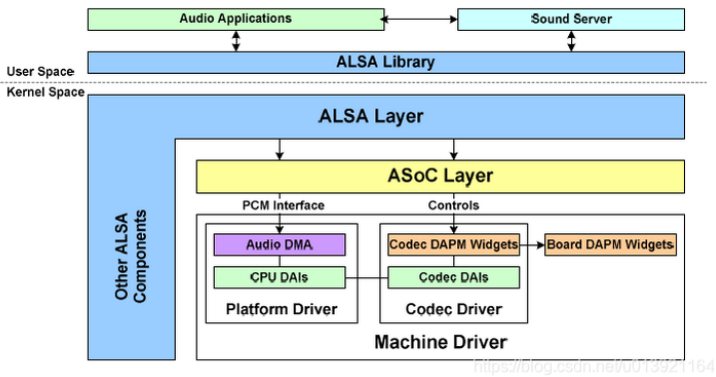 Audio Applications
Sound Server
ALSA Library
User Space
Kernel Space
ALSA Layer
ASoC Layer
PCM Interface
Controls
Audio DMA
Codec DAPM Widgets
Board DAPM Widgets
CPU DAIs
Codec DAIs
Platform Driver
Codec Driver
Machine Driver
Other ALSA
Components
https://blog.csdn.net/u013921164